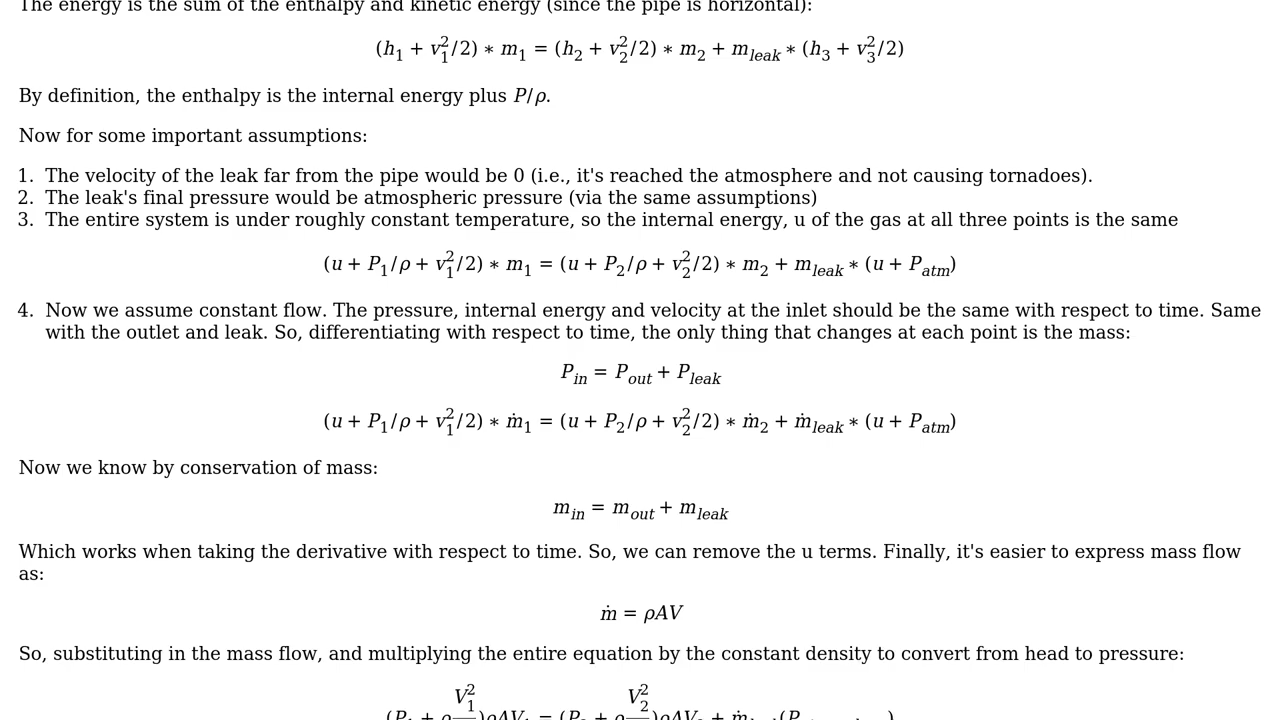 The energy is the sum of the enthalpy and kinetic energy (since the pipe is horizontal):
(h₁ + v₁²/2) ∗ m₁ = (h₂ + v₂²/2) ∗ m₂ + m_leak ∗ (h₃ + v₃²/2)
By definition, the enthalpy is the internal energy plus P/ρ.
Now for some important assumptions:
1. The velocity of the leak far from the pipe would be 0 (i.e., it's reached the atmosphere and not causing tornadoes).
2. The leak's final pressure would be atmospheric pressure (via the same assumptions)
3. The entire system is under roughly constant temperature, so the internal energy, u of the gas at all three points is the same
(u + P₁/ρ + v₁²/2) ∗ m₁ = (u + P₂/ρ + v₂²/2) ∗ m₂ + m_leak ∗ (u + P_atm)
4. Now we assume constant flow. The pressure, internal energy and velocity at the inlet should be the same with respect to time. Same
with the outlet and leak. So, differentiating with respect to time, the only thing that changes at each point is the mass:
P_in = P_out + P_leak
(u + P₁/ρ + v₁²/2) ∗ ṁ₁ = (u + P₂/ρ + v₂²/2) ∗ ṁ₂ + ṁ_leak ∗ (u + P_atm)
Now we know by conservation of mass:
m_in = m_out + m_leak
Which works when taking the derivative with respect to time. So, we can remove the u terms. Finally, it's easier to express mass flow
as:
ṁ = ρAV
So, substituting in the mass flow, and multiplying the entire equation by the constant density to convert from head to pressure: